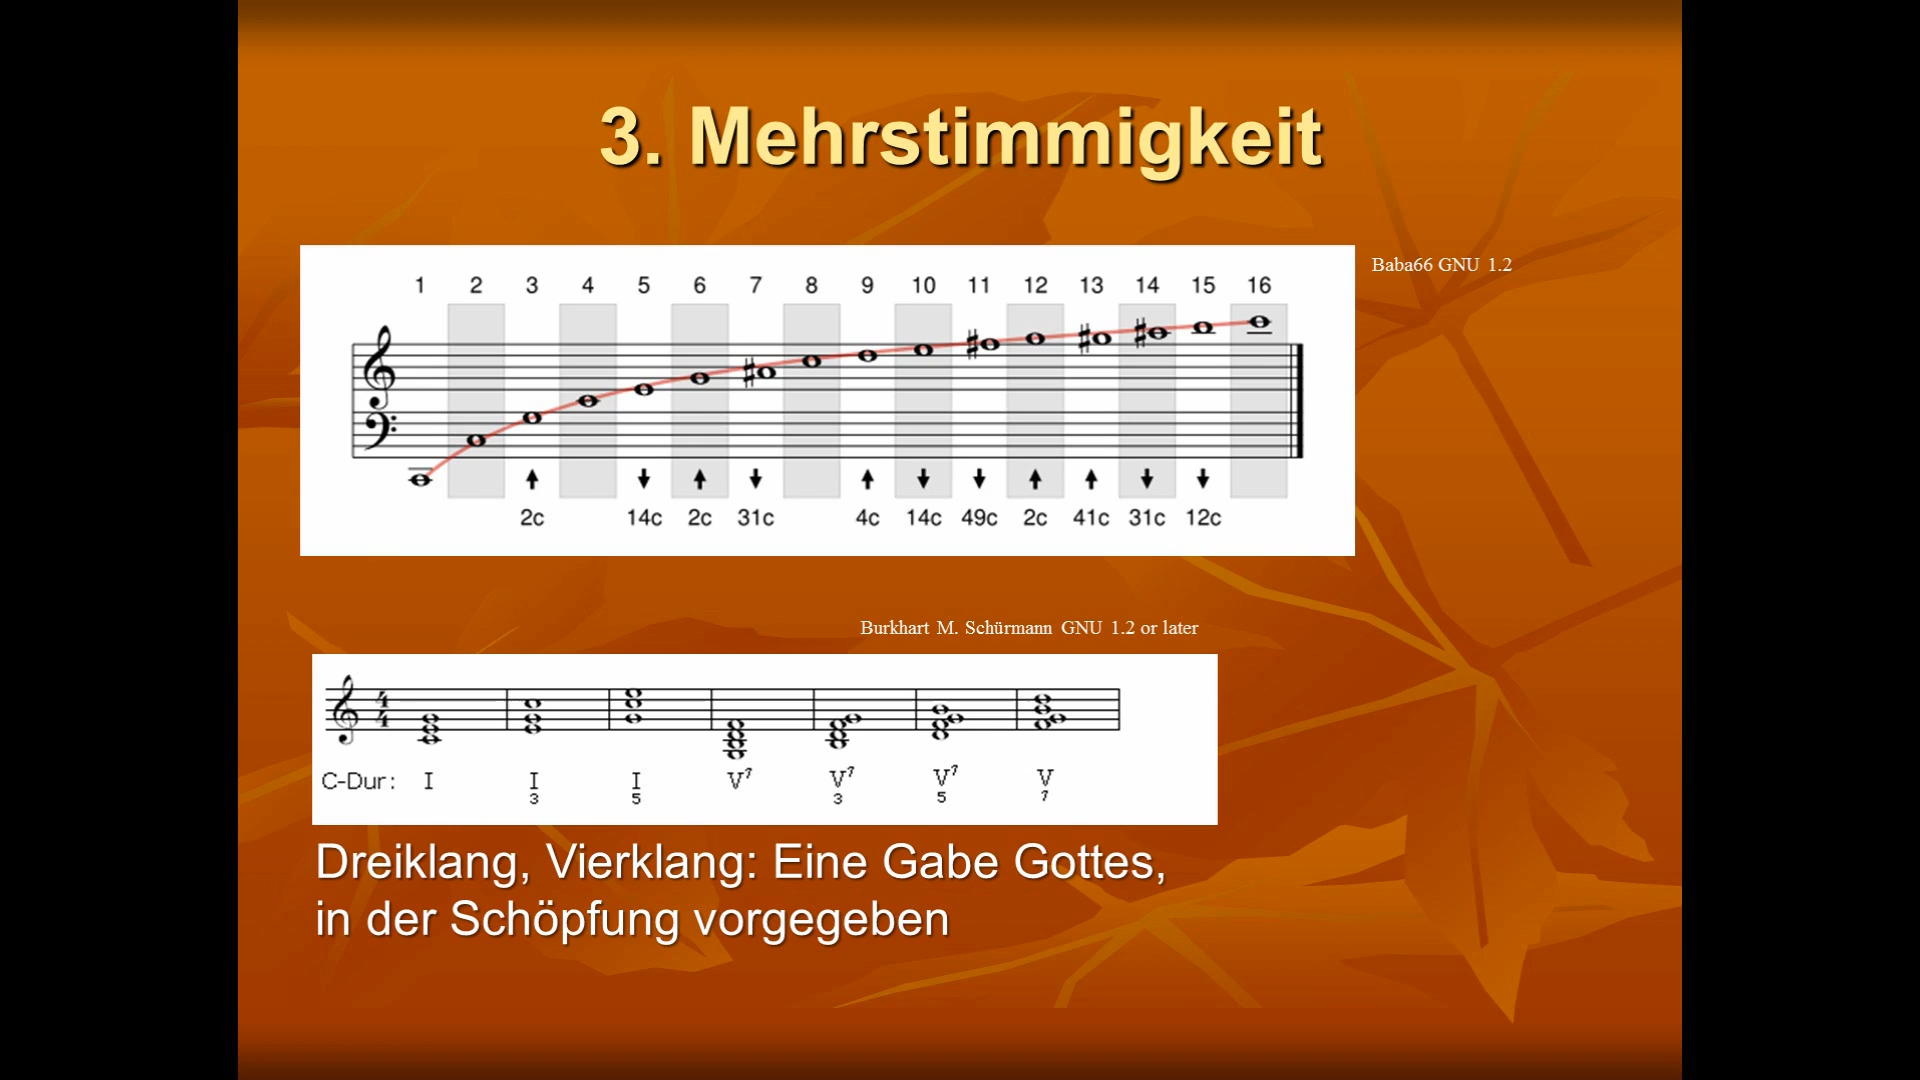 3. Mehrstimmigkeit
Baba66 GNU 1.2
1 2 3 4 5 6 7 8 9 10 11 12 13 14 15 16
2c 14c 2c 31c 4c 14c 49c 2c 41c 31c 12c
Burkhart M. Schürmann GNU 1.2 or later
4
4
C-Dur: I I I V7 V7 V7 V
3 5 3 5 7
Dreiklang, Vierklang: Eine Gabe Gottes,
in der Schöpfung vorgegeben